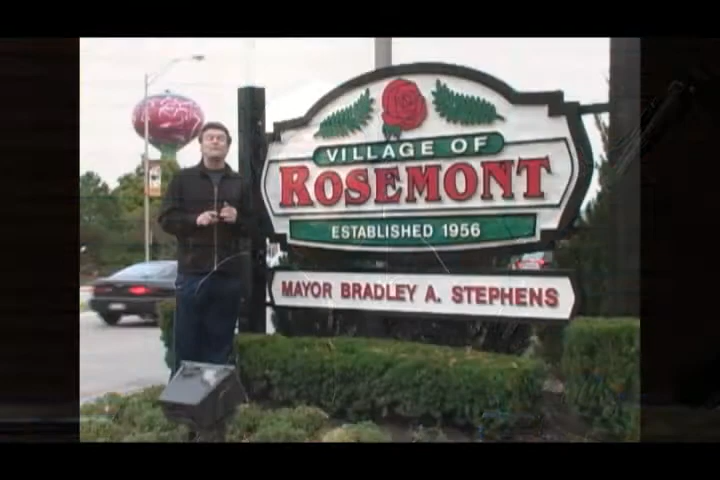 VILLAGE OF
ROSEMONT
ESTABLISHED 1956
MAYOR BRADLEY A. STEPHENS